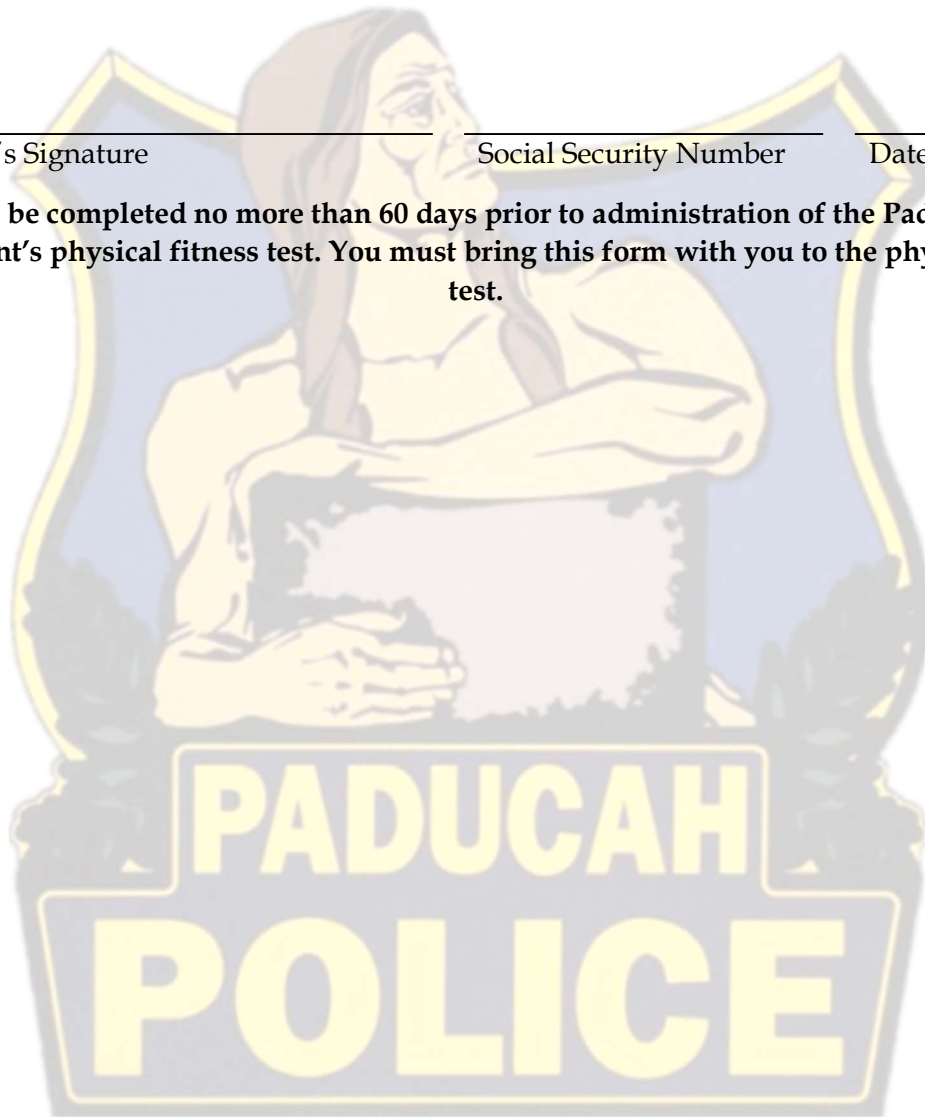 's Signature Social Security Number Date
be completed no more than 60 days prior to administration of the Pad
nt's physical fitness test. You must bring this form with you to the phy
test.
PADUCAH
POLICE